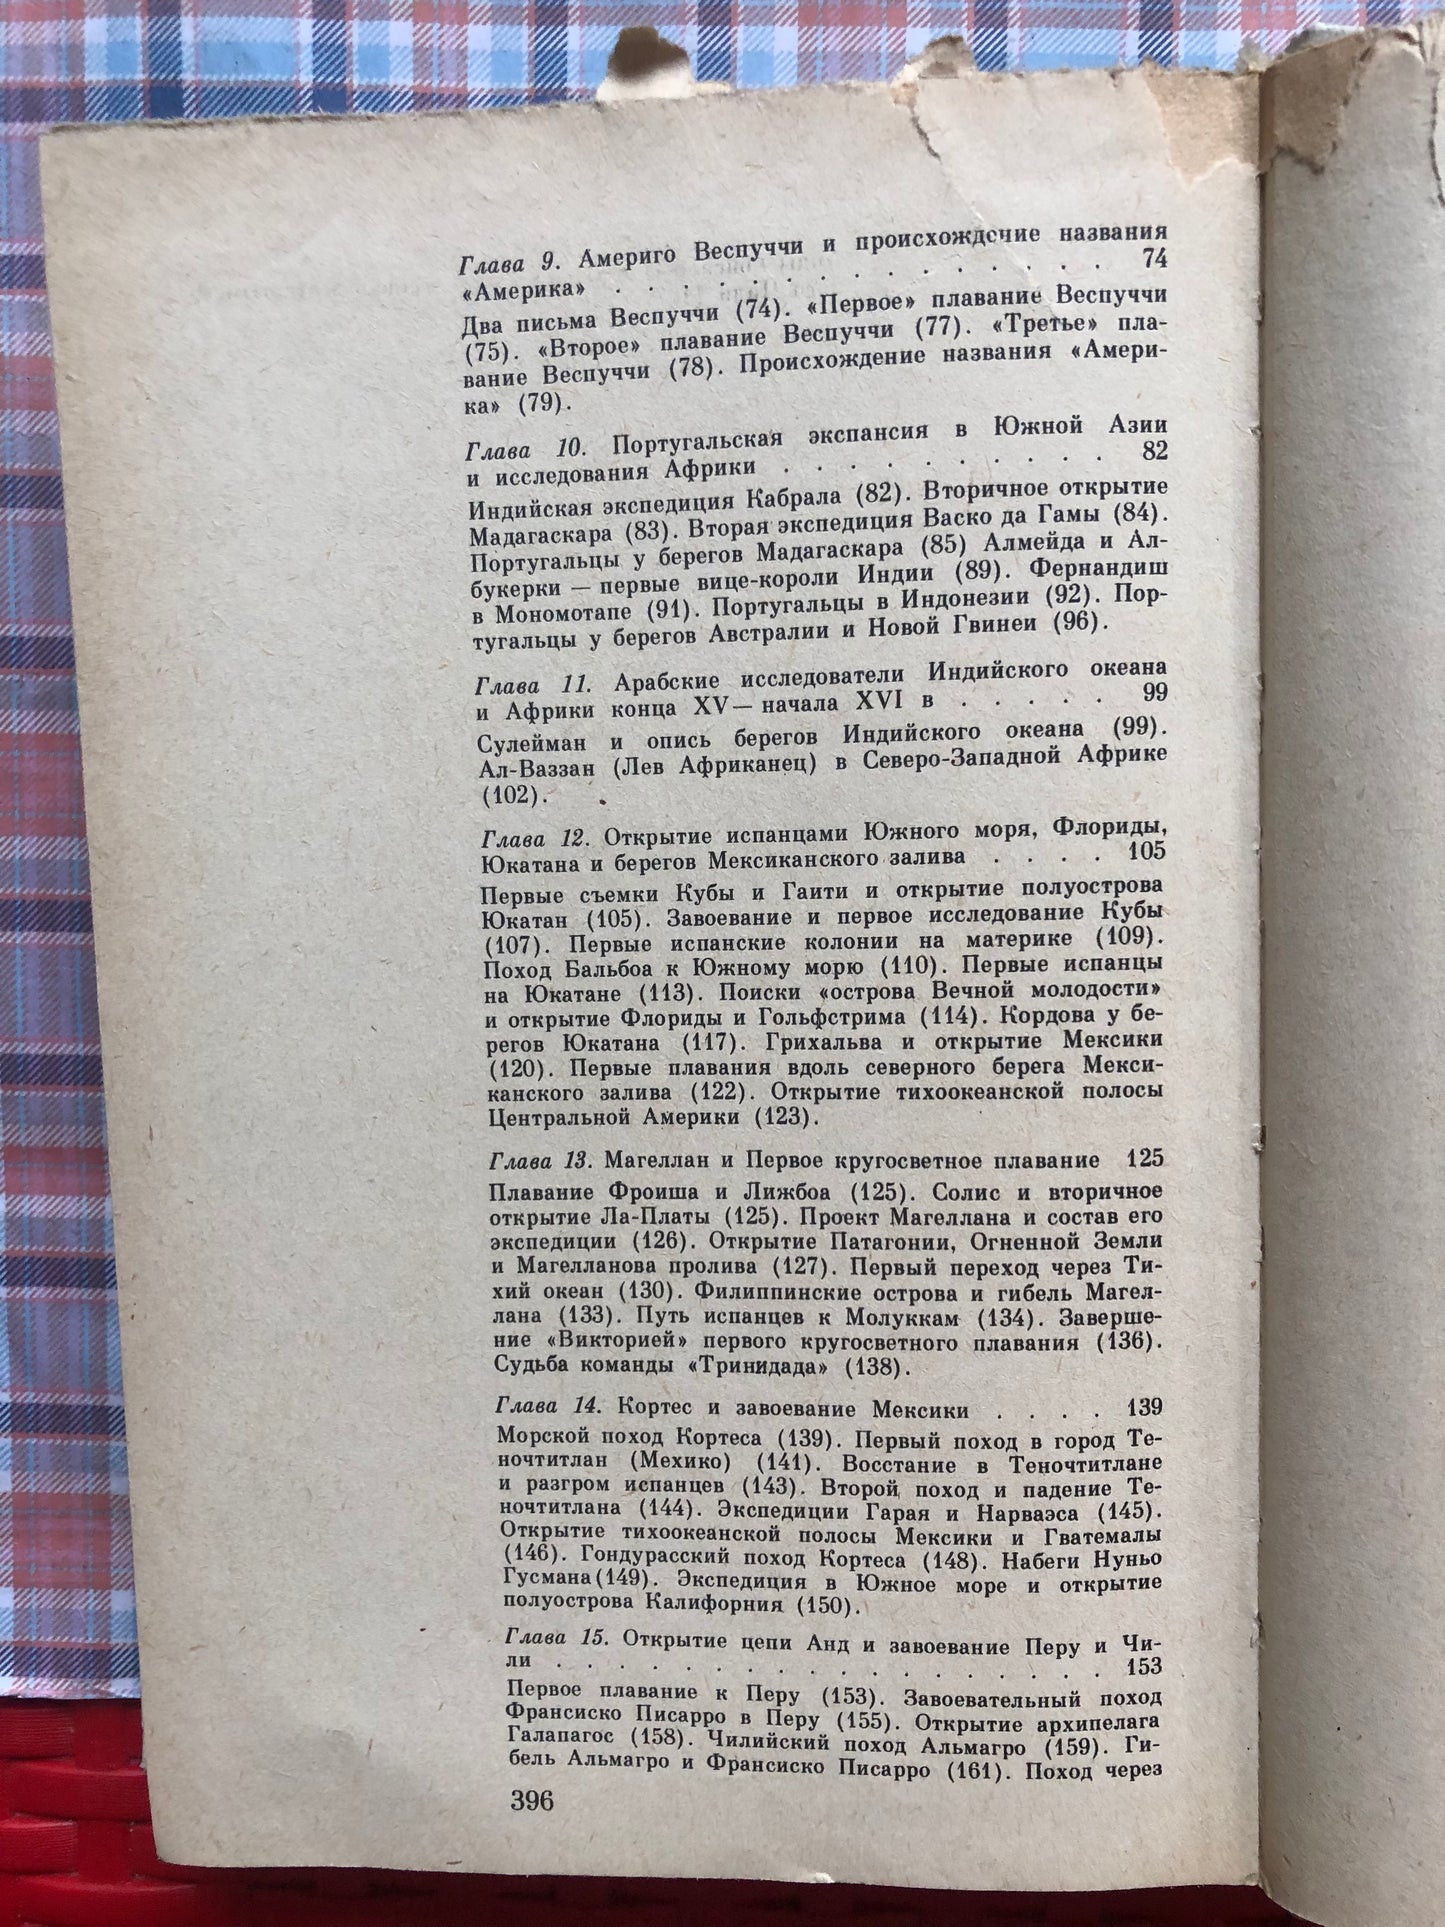 Глава 9. Америго Веспуччи и происхождение названия
«Америка» . . . . . . . . . . . . . . . 74
Два письма Веспуччи (74). «Первое» плавание Веспуччи
(75). «Второе» плавание Веспуччи (77). «Третье» пла-
вание Веспуччи (78). Происхождение названия «Амери-
ка» (79).
Глава 10. Португальская экспансия в Южной Азии
и исследования Африки . . . . . . . . . . 82
Индийская экспедиция Кабрала (82). Вторичное открытие
Мадагаскара (83). Вторая экспедиция Васко да Гамы (84).
Португальцы у берегов Мадагаскара (85) Алмейда и Ал-
букерки — первые вице-короли Индии (89). Фернандиш
в Мономотапе (91). Португальцы в Индонезии (92). Пор-
тугальцы у берегов Австралии и Новой Гвинеи (96).
Глава 11. Арабские исследователи Индийского океана
и Африки конца XV — начала XVI в . . . . . 99
Сулейман и опись берегов Индийского океана (99).
Ал-Ваззан (Лев Африканец) в Северо-Западной Африке
(102).
Глава 12. Открытие испанцами Южного моря, Флориды,
Юкатана и берегов Мексиканского залива . . . . 105
Первые съемки Кубы и Гаити и открытие полуострова
Юкатан (105). Завоевание и первое исследование Кубы
(107). Первые испанские колонии на материке (109).
Поход Бальбоа к Южному морю (110). Первые испанцы
на Юкатане (113). Поиски «острова Вечной молодости»
и открытие Флориды и Гольфстрима (114). Кордова у бе-
регов Юкатана (117). Грихальва и открытие Мексики
(120). Первые плавания вдоль северного берега Мекси-
канского залива (122). Открытие тихоокеанской полосы
Центральной Америки (123).
Глава 13. Магеллан и Первое кругосветное плавание 125
Плавание Фроиша и Лижбоа (125). Солис и вторичное
открытие Ла-Платы (125). Проект Магеллана и состав его
экспедиции (126). Открытие Патагонии, Огненной Земли
и Магелланова пролива (127). Первый переход через Ти-
хий океан (130). Филиппинские острова и гибель Магел-
лана (133). Путь испанцев к Молуккам (134). Заверше-
ние «Викторией» первого кругосветного плавания (136).
Судьба команды «Тринидада» (138).
Глава 14. Кортес и завоевание Мексики . . . . 139
Морской поход Кортеса (139). Первый поход в город Те-
ночтитлан (Мехико) (141). Восстание в Теночтитлане
и разгром испанцев (143). Второй поход и падение Те-
ночтитлана (144). Экспедиции Гарая и Нарваэса (145).
Открытие тихоокеанской полосы Мексики и Гватемалы
(146). Гондурасский поход Кортеса (148). Набеги Нуньо
Гусмана (149). Экспедиция в Южное море и открытие
полуострова Калифорния (150).
Глава 15. Открытие цепи Анд и завоевание Перу и Чи-
ли . . . . . . . . . . . . . . . . . . 153
Первое плавание к Перу (153). Завоевательный поход
Франсиско Писарро в Перу (155). Открытие архипелага
Галапагос (158). Чилийский поход Альмагро (159). Ги-
бель Альмагро и Франсиско Писарро (161). Поход через
396